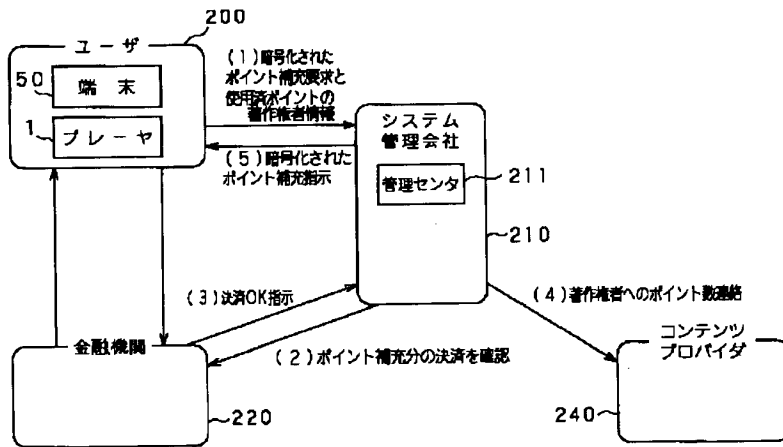 200
ユーザ
50
端末
1
プレーヤ
(1)暗号化された
ポイント補充要求と
使用済ポイントの
著作権者情報
(5)暗号化された
ポイント補充指示
システム
管理会社
管理センタ
211
210
(3)決済OK指示
(4)著作権者へのポイント数連絡
金融機関
(2)ポイント補充分の決済を確認
220
コンテンツ
プロバイダ
240